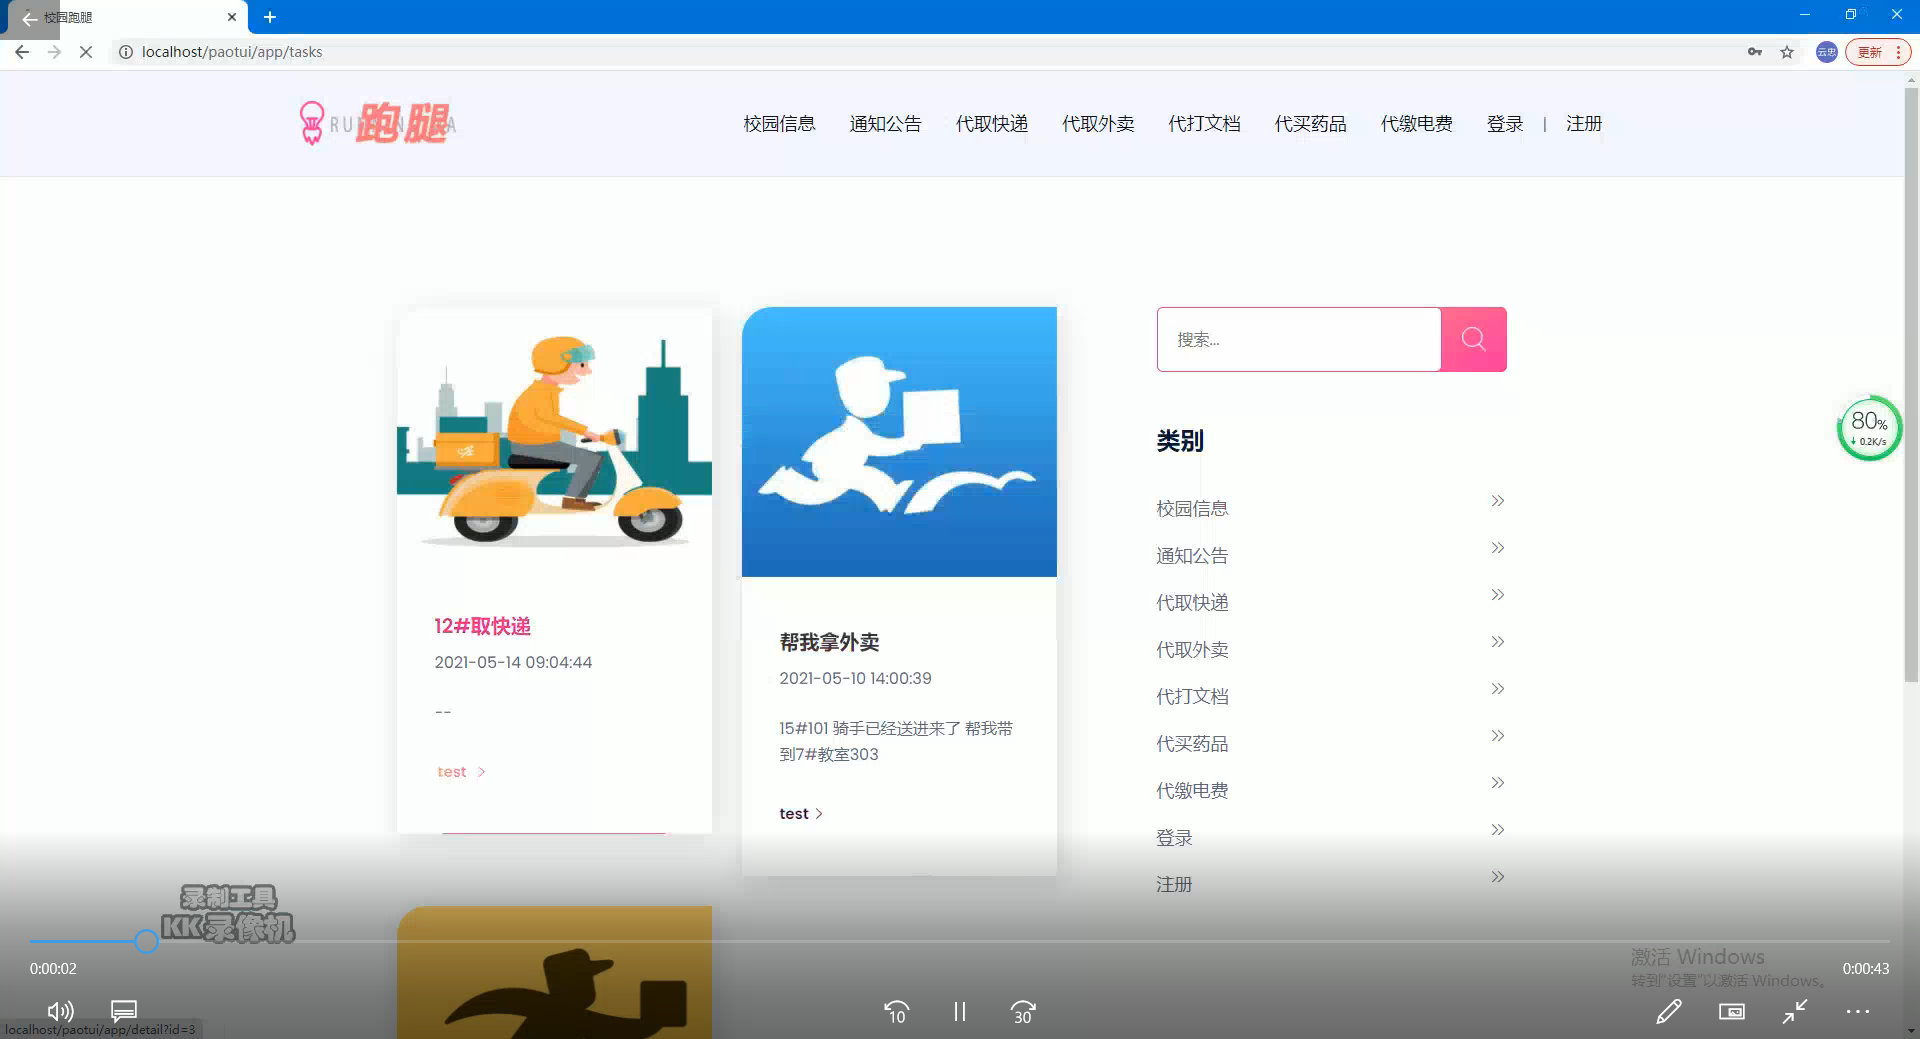 校园跑腿
localhost/paotui/app/tasks
云忠
更新
跑腿
校园信息
通知公告
代取快递
代取外卖
代打文档
代买药品
代缴电费
登录 | 注册
搜索...
80%
0.2K/s
类别
校园信息
通知公告
代取快递
代取外卖
代打文档
代买药品
代缴电费
登录
注册
12#取快递
2021-05-14 09:04:44
--
test
帮我拿外卖
2021-05-10 14:00:39
15#101 骑手已经送进来了 帮我带
到7#教室303
test
录制工具
KK录像机
激活 Windows
转到“设置”以激活 Windows。
0:00:02
0:00:43
10
30
localhost/paotui/app/detail?id=3